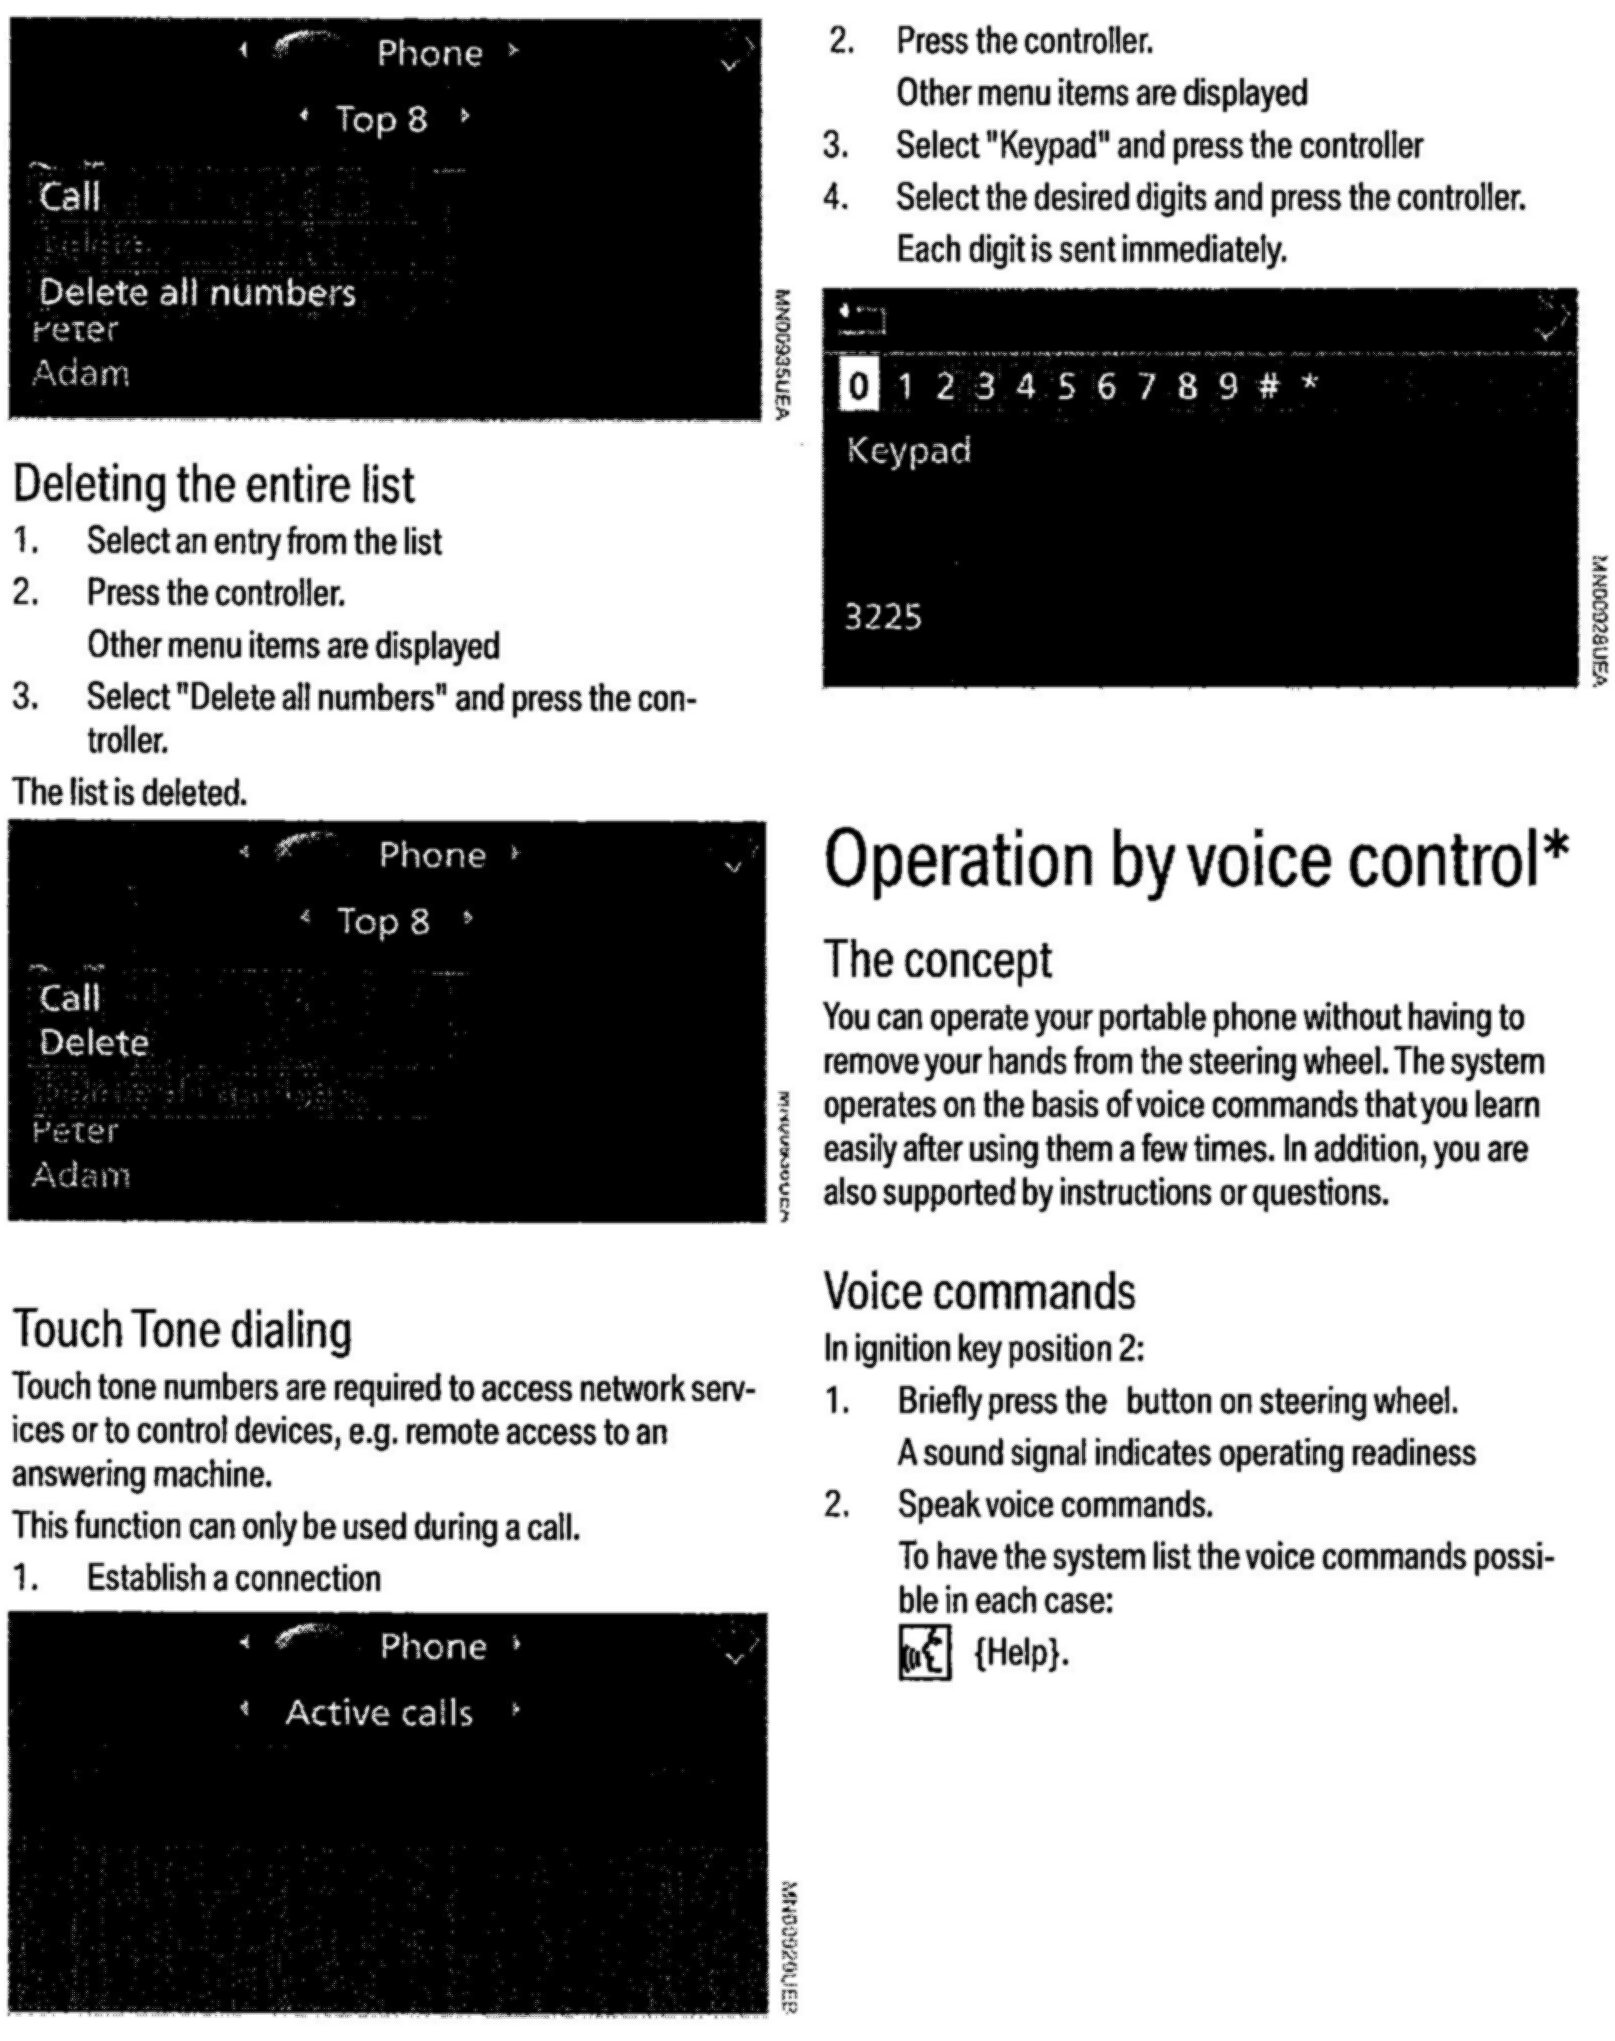 Phone
Top 8
Call
Delete all numbers
Peter
Adam
MN00935UEA
Deleting the entire list
1. Select an entry from the list
2. Press the controller.
Other menu items are displayed
3. Select "Delete all numbers" and press the con-
troller.
The list is deleted.
Phone
Top 8
Call
Delete
Peter
Adam
Touch Tone dialing
Touch tone numbers are required to access network serv-
ices or to control devices, e.g. remote access to an
answering machine.
This function can only be used during a call.
1. Establish a connection
Phone
Active calls
2. Press the controller.
Other menu items are displayed
3. Select "Keypad" and press the controller
4. Select the desired digits and press the controller.
Each digit is sent immediately.
0 1 2 3 4 5 6 7 8 9 # *
Keypad
3225
MN00928UEA
Operation by voice control*
The concept
You can operate your portable phone without having to
remove your hands from the steering wheel. The system
operates on the basis of voice commands that you learn
easily after using them a few times. In addition, you are
also supported by instructions or questions.
Voice commands
In ignition key position 2:
1. Briefly press the button on steering wheel.
A sound signal indicates operating readiness
2. Speak voice commands.
To have the system list the voice commands possi-
ble in each case:
{Help}.